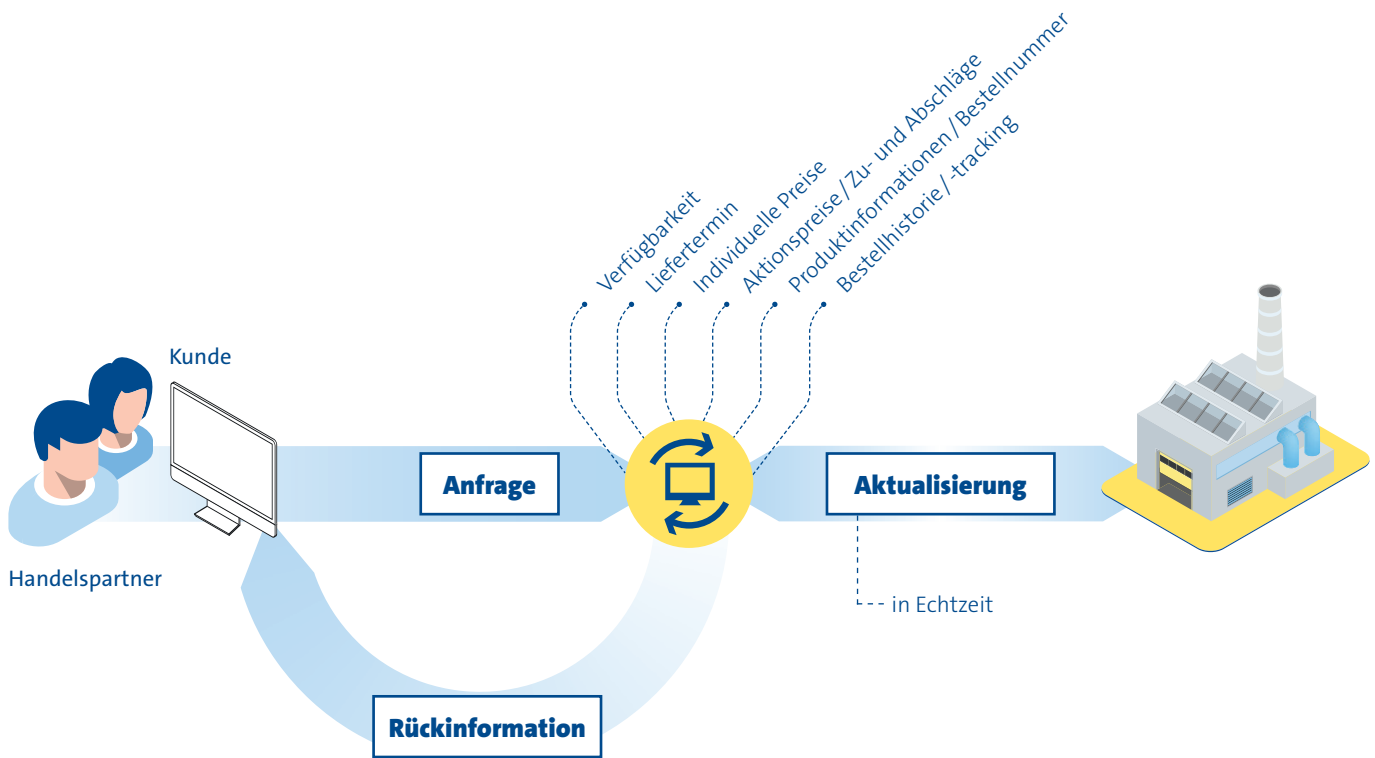 Verfügbarkeit
Liefertermin
Individuelle Preise
Aktionspreise / Zu- und Abschläge
Produktinformationen / Bestellnummer
Bestellhistorie / -tracking
Kunde
Handelspartner
Anfrage
Aktualisierung
in Echtzeit
Rückinformation